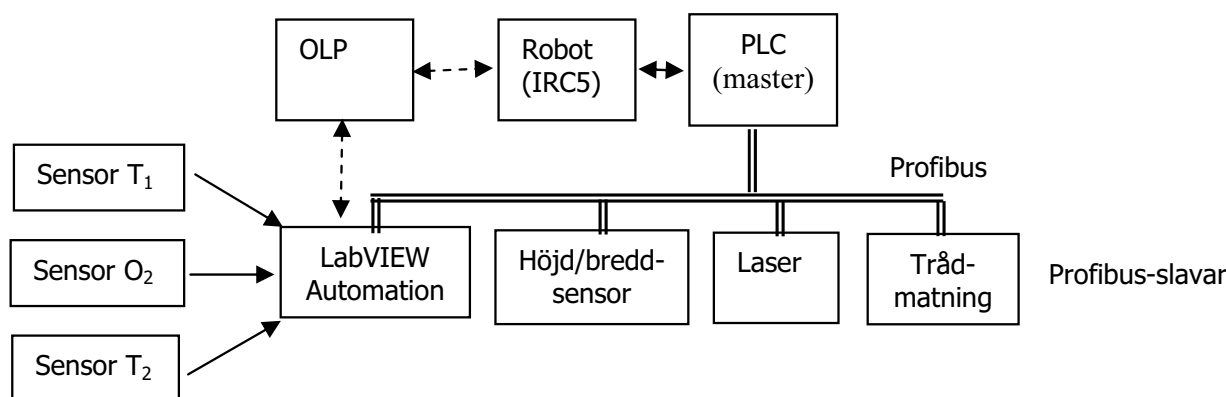 OLP
Robot
(IRC5)
PLC
(master)
Profibus
Sensor T₁
Sensor O₂
Sensor T₂
LabVIEW
Automation
Höjd/bredd-
sensor
Laser
Tråd-
matning
Profibus-slavar